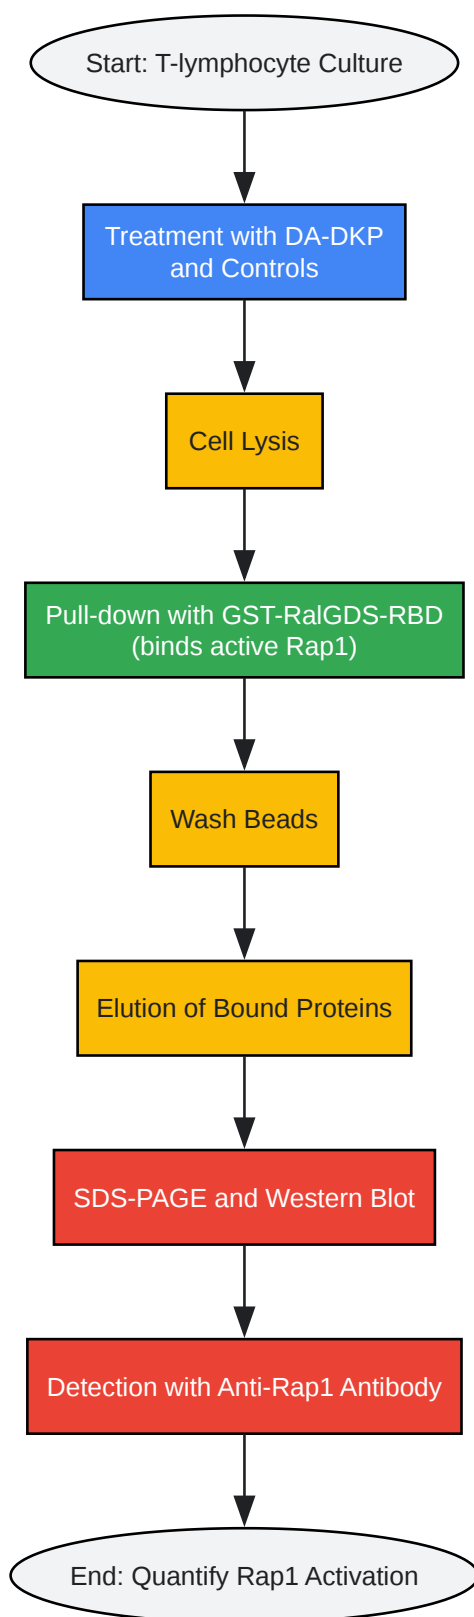 Start: T-lymphocyte Culture
Treatment with DA-DKP
and Controls
Cell Lysis
Pull-down with GST-RalGDS-RBD
(binds active Rap1)
Wash Beads
Elution of Bound Proteins
SDS-PAGE and Western Blot
Detection with Anti-Rap1 Antibody
End: Quantify Rap1 Activation